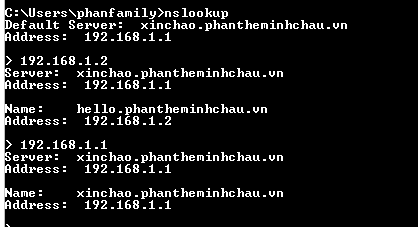 C:\Users\phanfamily>nslookup
Default Server:  xinchao.phantheminhchau.vn
Address:  192.168.1.1
> 192.168.1.2
Server:  xinchao.phantheminhchau.vn
Address:  192.168.1.1
Name:    hello.phantheminhchau.vn
Address:  192.168.1.2
> 192.168.1.1
Server:  xinchao.phantheminhchau.vn
Address:  192.168.1.1
Name:    xinchao.phantheminhchau.vn
Address:  192.168.1.1